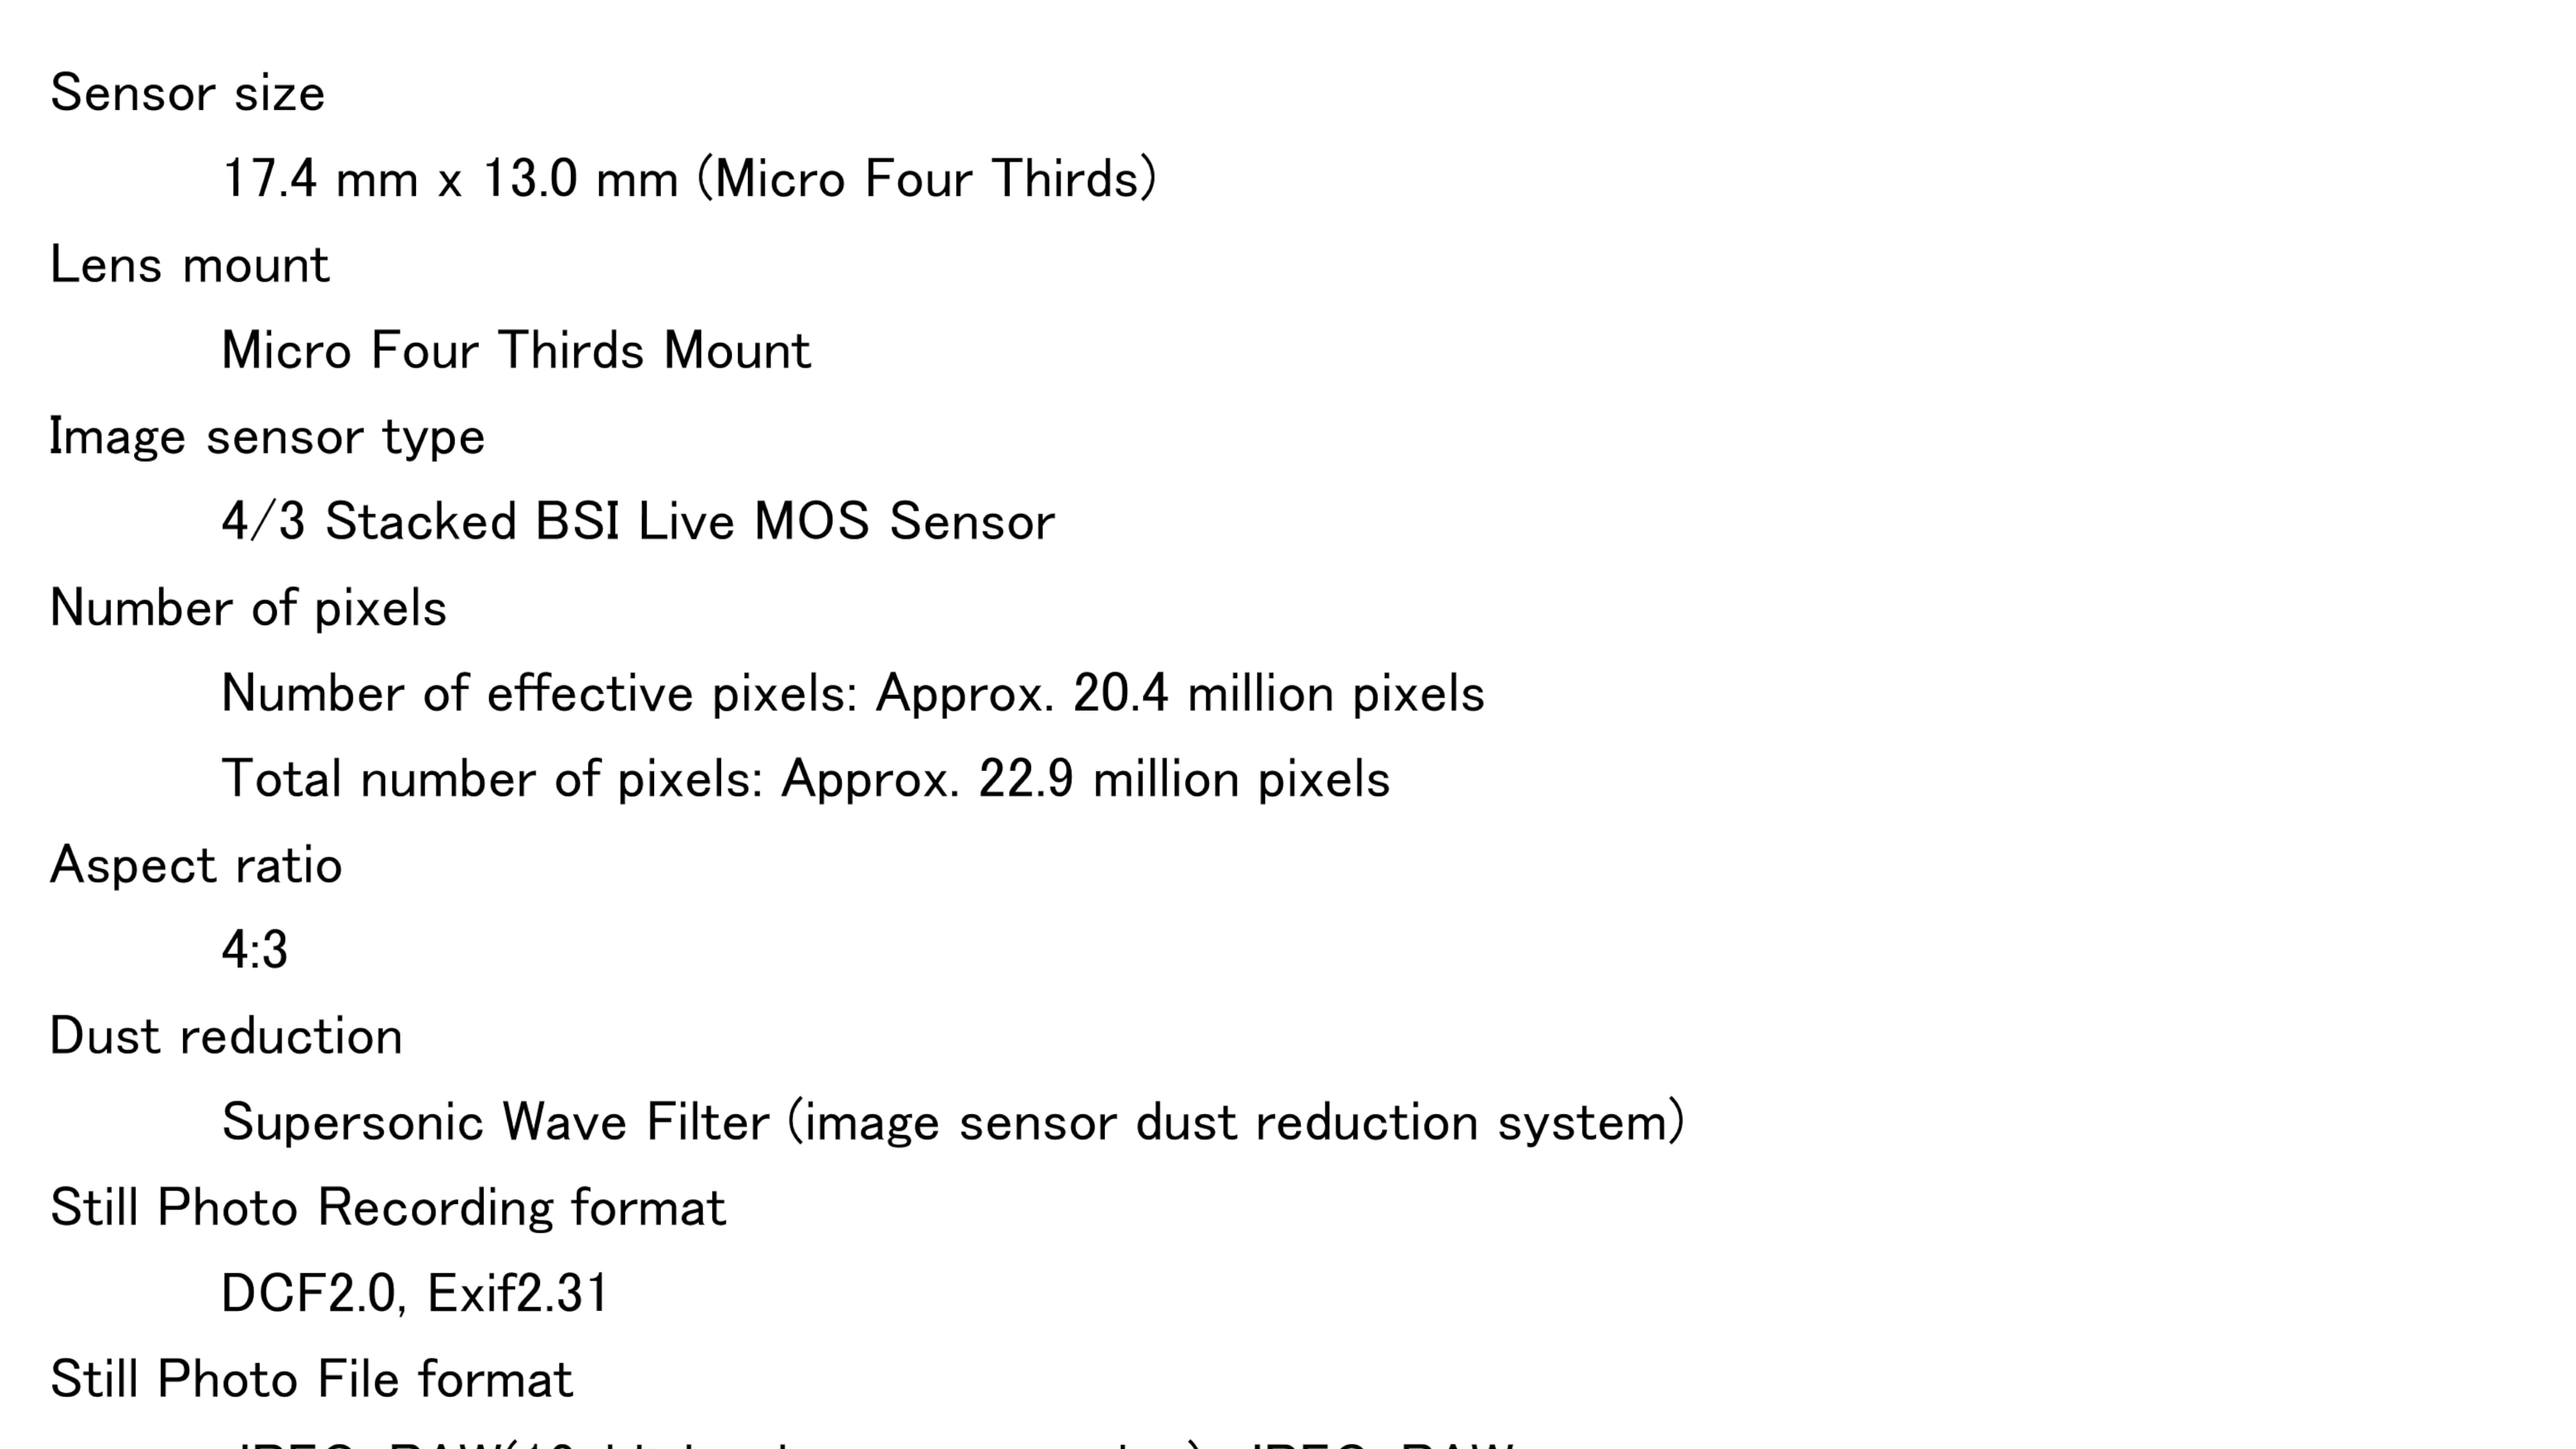 Sensor size
17.4 mm x 13.0 mm (Micro Four Thirds)
Lens mount
Micro Four Thirds Mount
Image sensor type
4/3 Stacked BSI Live MOS Sensor
Number of pixels
Number of effective pixels: Approx. 20.4 million pixels
Total number of pixels: Approx. 22.9 million pixels
Aspect ratio
4:3
Dust reduction
Supersonic Wave Filter (image sensor dust reduction system)
Still Photo Recording format
DCF2.0, Exif2.31
Still Photo File format